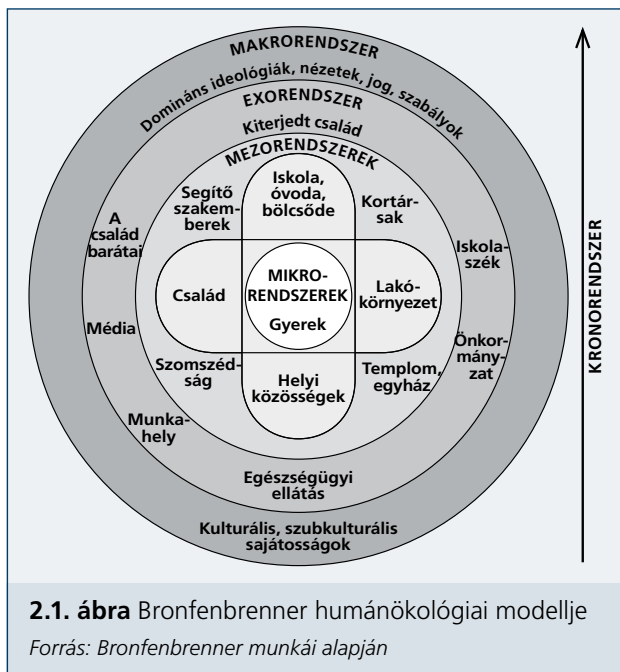 MAKRORENDSZER
Domináns ideológiák, nézetek, jog, szabályok
EXORENDSZER
Kiterjedt család
MEZORENDSZEREK
Iskola,
óvoda,
bölcsőde
Segítő
szakem-
berek
Kortár-
sak
A
család
barátai
Iskola-
szék
MIKRO-
RENDSZEREK
Gyerek
Család
Lakó-
környezet
Média
Önkor-
mány-
zat
Szomszéd-
ság
Helyi
közösségek
Templom,
egyház
Munka-
hely
Egészségügyi
ellátás
Kulturális, szubkulturális
sajátosságok
KRONORENDSZER
2.1. ábra Bronfenbrenner humánökológiai modellje
Forrás: Bronfenbrenner munkái alapján